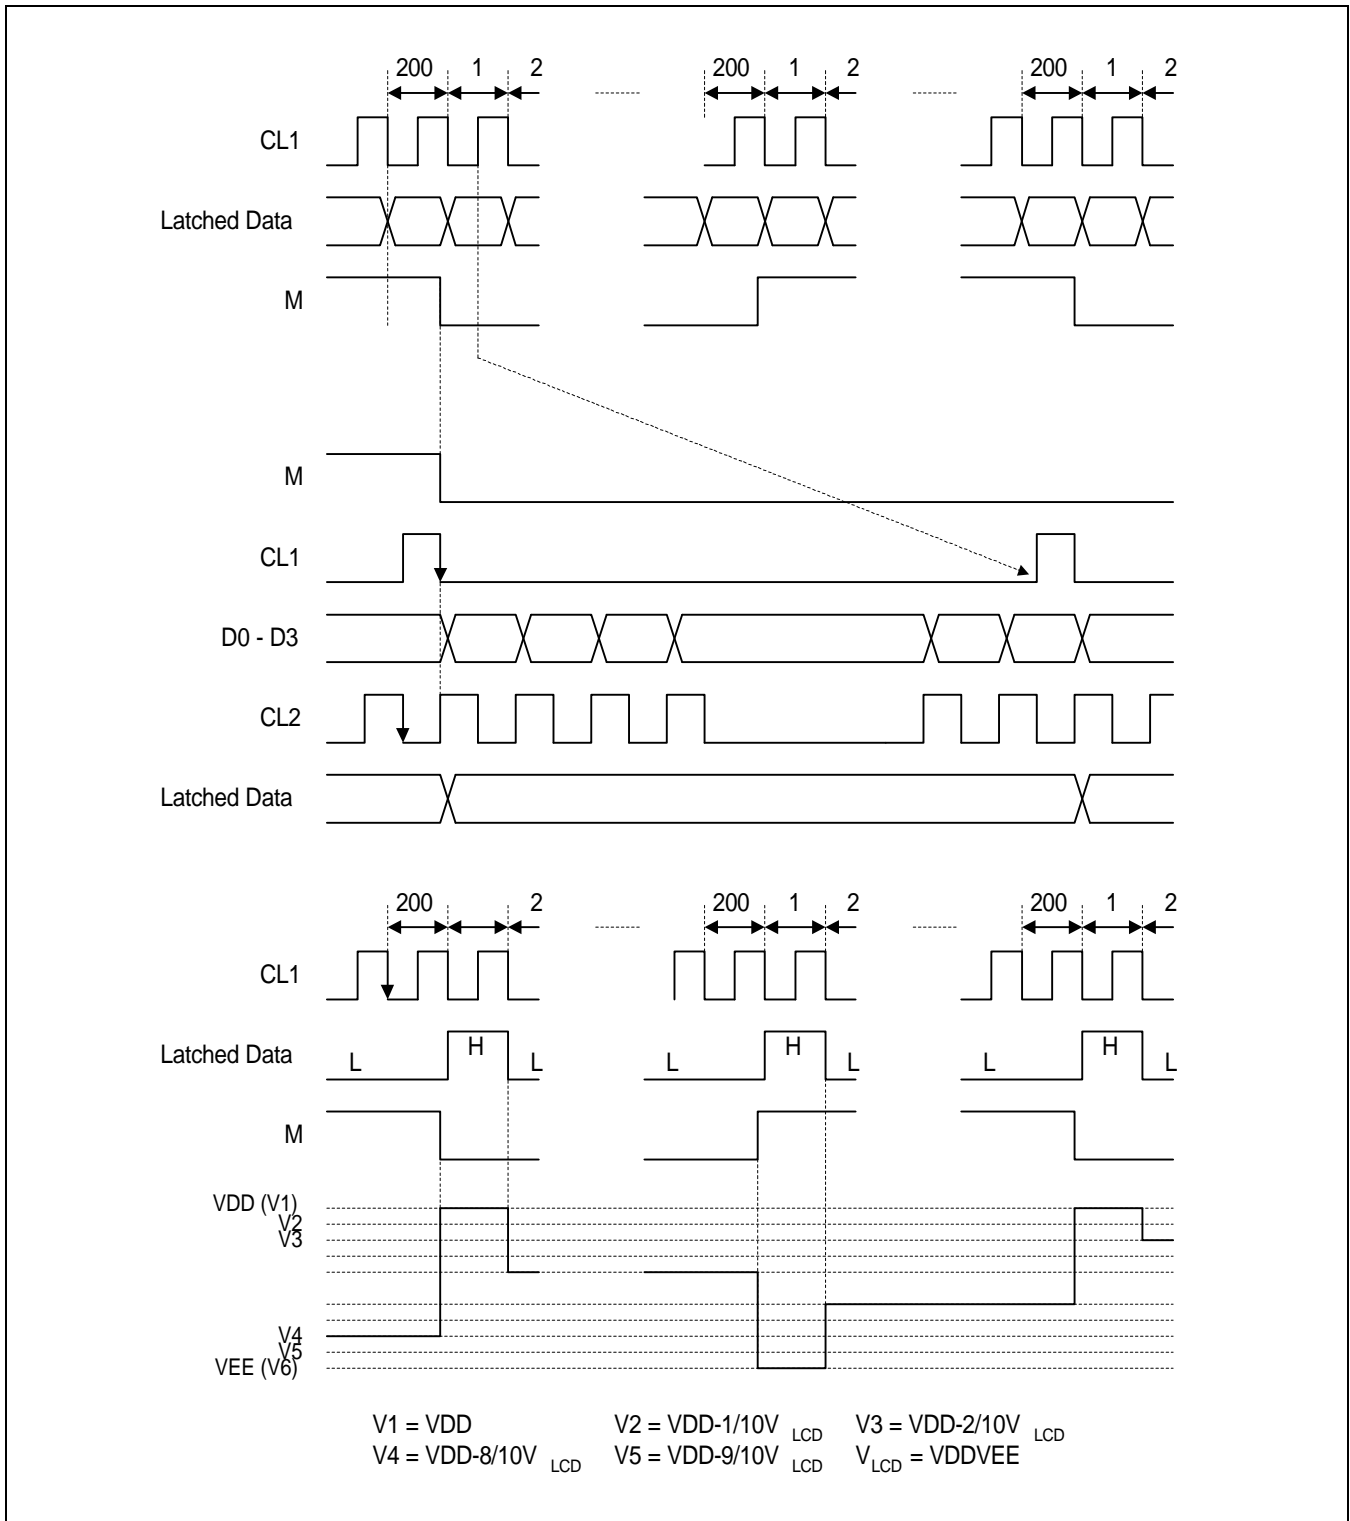 200 1 2 200 1 2 200 1 2
CL1
Latched Data
M
M
CL1
D0 - D3
CL2
Latched Data
200 2 200 1 2 200 1 2
CL1
Latched Data L H L L H L L H L
M
VDD (V1)
V2
V3
V4
V5
VEE (V6)
V1 = VDD V2 = VDD-1/10V LCD V3 = VDD-2/10V LCD
V4 = VDD-8/10V LCD V5 = VDD-9/10V LCD VLCD = VDDVEE